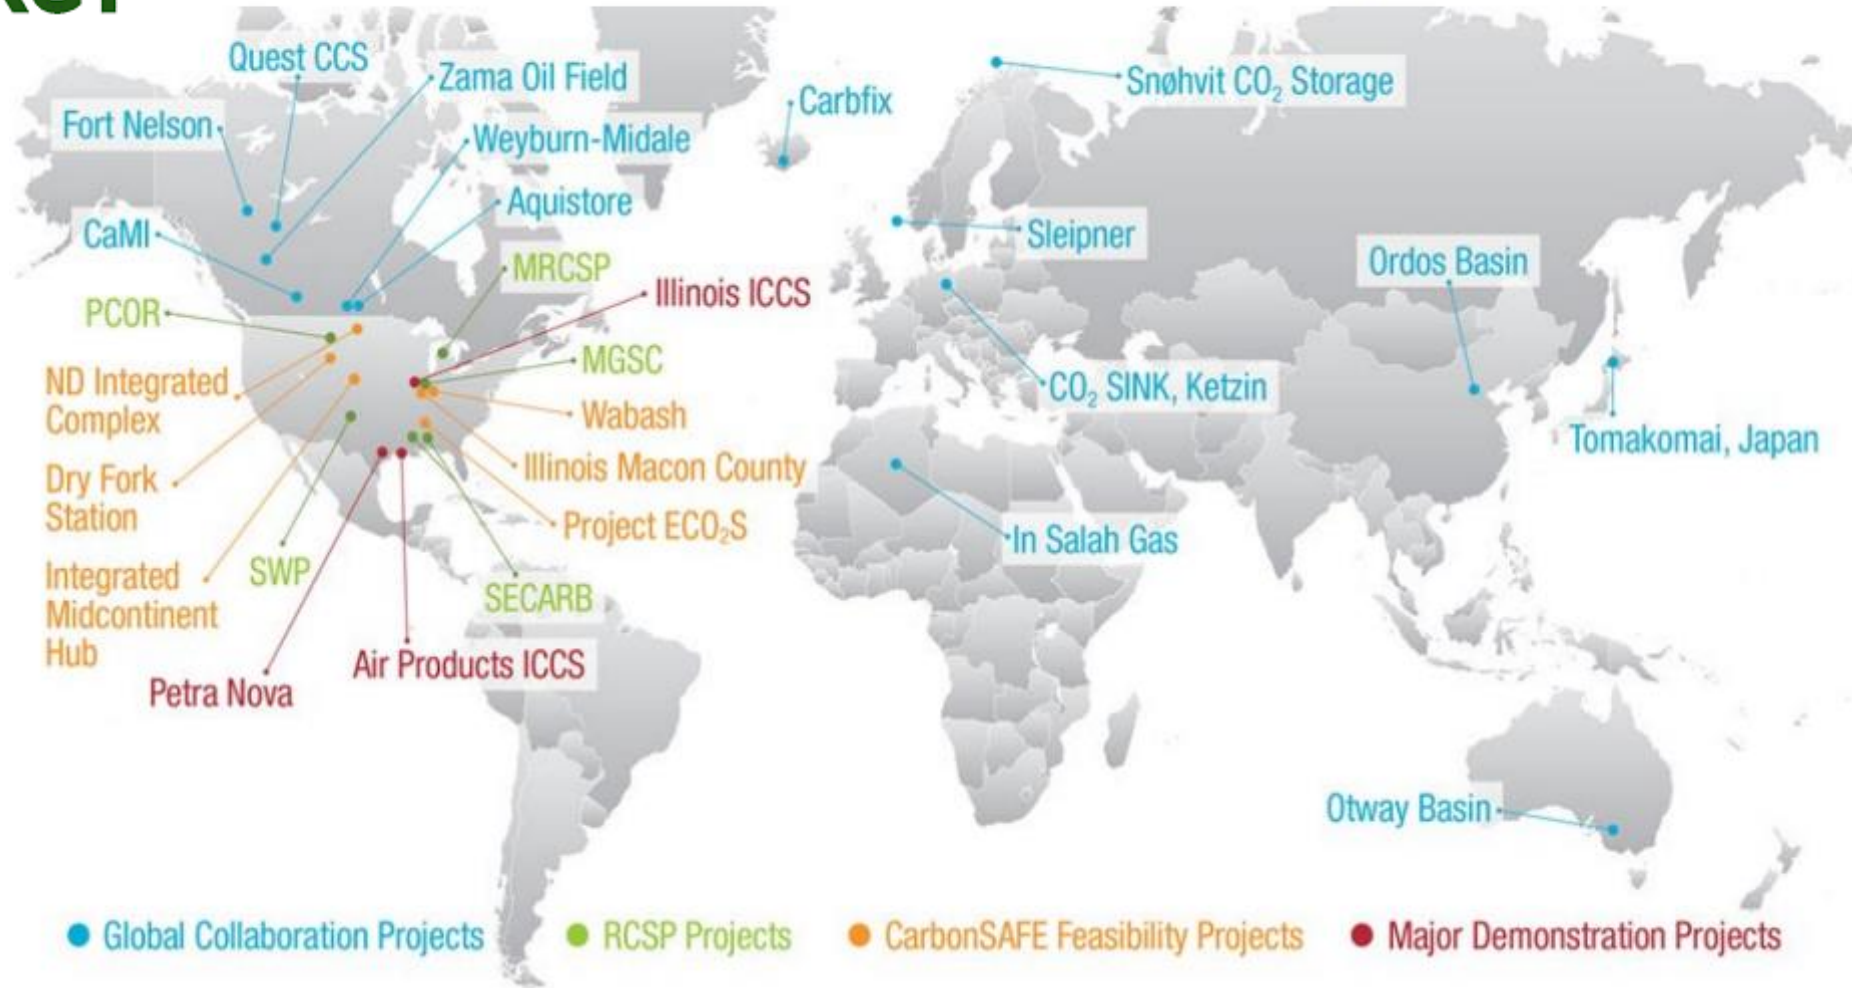 Quest CCS
Zama Oil Field
Snøhvit CO₂ Storage
Carbfix
Fort Nelson
Weyburn-Midale
Aquistore
CaMI
Sleipner
MRCSP
Ordos Basin
Illinois ICCS
PCOR
MGSC
ND Integrated
Complex
CO₂ SINK, Ketzin
Wabash
Tomakomai, Japan
Illinois Macon County
Dry Fork
Station
Project ECO₂S
In Salah Gas
Integrated
Midcontinent
Hub
SWP
SECARB
Air Products ICCS
Petra Nova
Otway Basin
Global Collaboration Projects
RCSP Projects
CarbonSAFE Feasibility Projects
Major Demonstration Projects